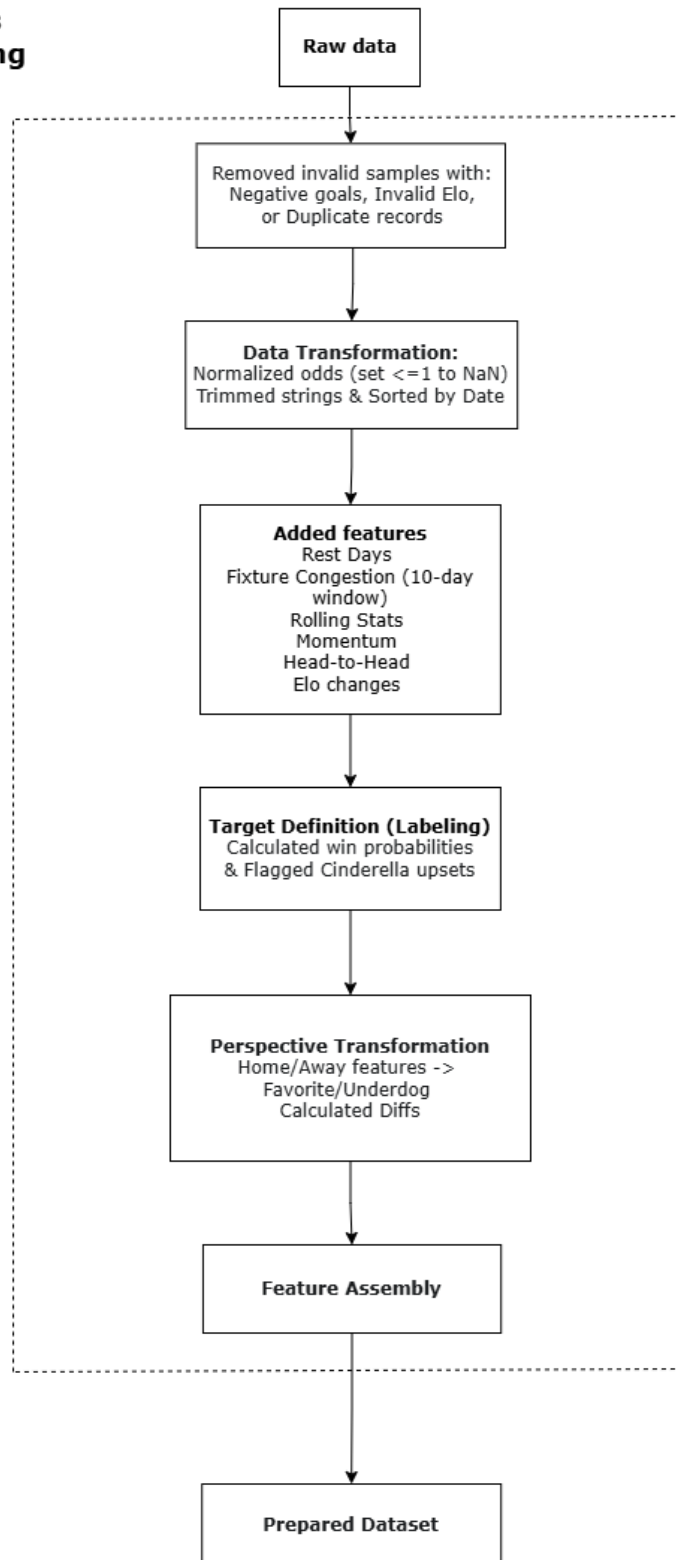 Raw data
Removed invalid samples with:
Negative goals, Invalid Elo,
or Duplicate records
Data Transformation:
Normalized odds (set <=1 to NaN)
Trimmed strings & Sorted by Date
Added features
Rest Days
Fixture Congestion (10-day
window)
Rolling Stats
Momentum
Head-to-Head
Elo changes
Target Definition (Labeling)
Calculated win probabilities
& Flagged Cinderella upsets
Perspective Transformation
Home/Away features ->
Favorite/Underdog
Calculated Diffs
Feature Assembly
Prepared Dataset